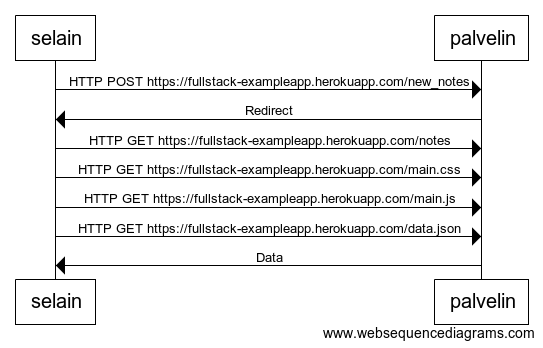 selain palvelin
HTTP POST https://fullstack-exampleapp.herokuapp.com/new_notes
Redirect
HTTP GET https://fullstack-exampleapp.herokuapp.com/notes
HTTP GET https://fullstack-exampleapp.herokuapp.com/main.css
HTTP GET https://fullstack-exampleapp.herokuapp.com/main.js
HTTP GET https://fullstack-exampleapp.herokuapp.com/data.json
Data
selain palvelin
www.websequencediagrams.com